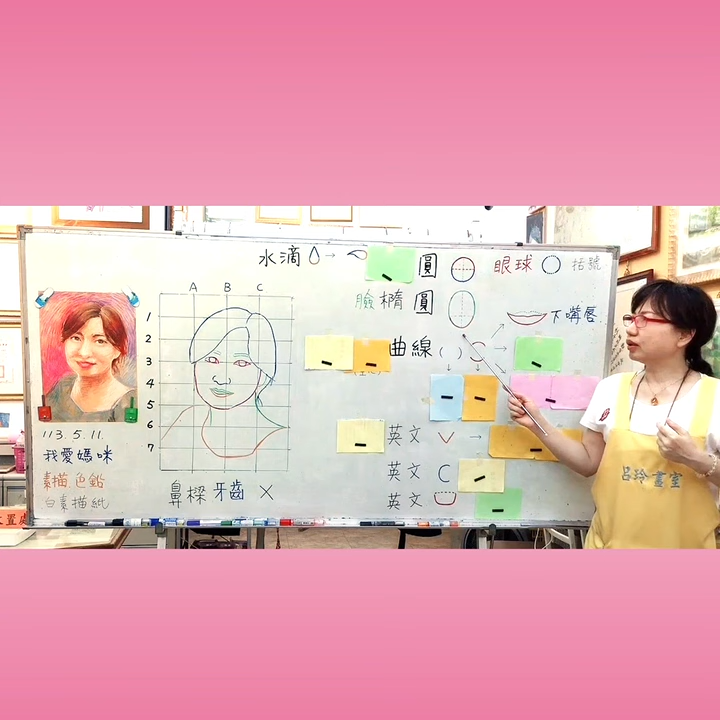 水滴 → 圓 眼球 括號
臉 橢圓 下嘴唇
曲線 ( ) →
A B C
1
2
3
4
5
6
7
英文 V →
英文 C
英文
113.5.11.
我愛媽咪
素描 色鉛
白素描紙
鼻樑 牙齒 X
置處
呂玲畫室